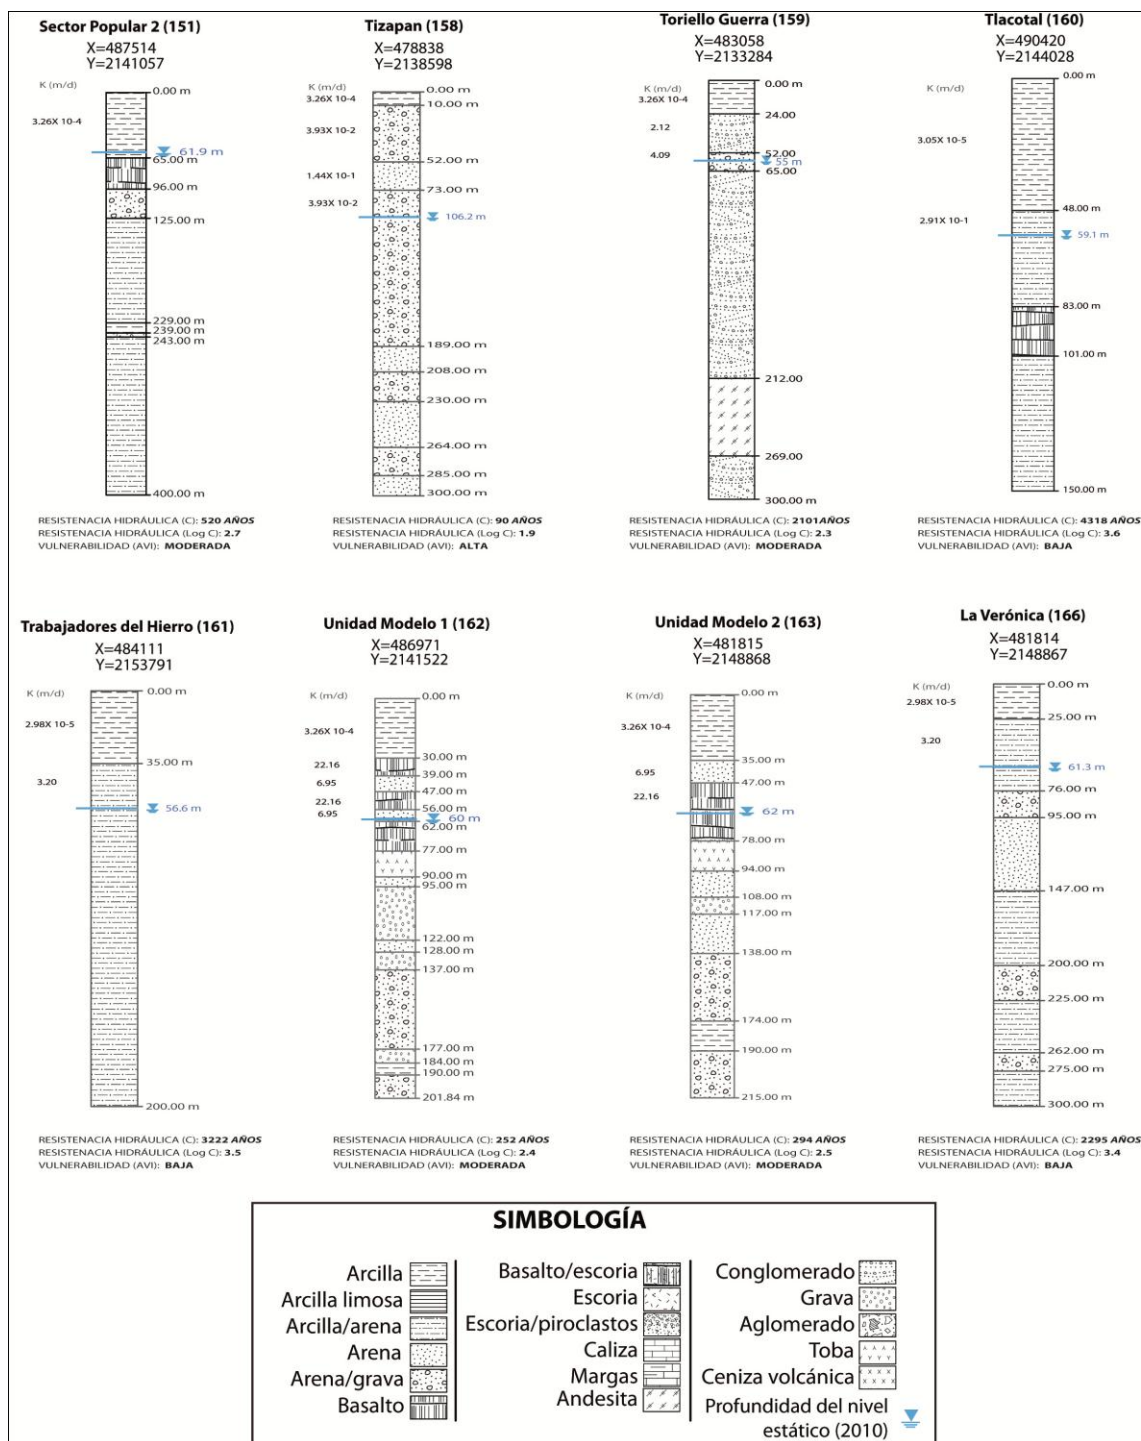 Sector Popular 2 (151)
X=487514
Y=2141057
K (m/d)
3.26X 10-4
0.00 m
61.9 m
65.00 m
96.00 m
125.00 m
229.00 m
239.00 m
243.00 m
400.00 m
RESISTENACIA HIDRÁULICA (C): 520 AÑOS
RESISTENACIA HIDRÁULICA (Log C): 2.7
VULNERABILIDAD (AVI): MODERADA
Tizapan (158)
X=478838
Y=2138598
K (m/d)
3.26X 10-4
3.93X 10-2
1.44X 10-1
3.93X 10-2
0.00 m
10.00 m
52.00 m
73.00 m
106.2 m
189.00 m
208.00 m
230.00 m
264.00 m
285.00 m
300.00 m
RESISTENACIA HIDRÁULICA (C): 90 AÑOS
RESISTENACIA HIDRÁULICA (Log C): 1.9
VULNERABILIDAD (AVI): ALTA
Toriello Guerra (159)
X=483058
Y=2133284
K (m/d)
3.26X 10-4
2.12
4.09
0.00 m
24.00
52.00
55 m
65.00
212.00
269.00
300.00 m
RESISTENACIA HIDRÁULICA (C): 2101AÑOS
RESISTENACIA HIDRÁULICA (Log C): 2.3
VULNERABILIDAD (AVI): MODERADA
Tlacotal (160)
X=490420
Y=2144028
K (m/d)
3.05X 10-5
2.91X 10-1
0.00 m
48.00 m
59.1 m
83.00 m
101.00 m
150.00 m
RESISTENACIA HIDRÁULICA (C): 4318 AÑOS
RESISTENACIA HIDRÁULICA (Log C): 3.6
VULNERABILIDAD (AVI): BAJA
Trabajadores del Hierro (161)
X=484111
Y=2153791
K (m/d)
2.98X 10-5
3.20
0.00 m
35.00 m
56.6 m
200.00 m
RESISTENACIA HIDRÁULICA (C): 3222 AÑOS
RESISTENACIA HIDRÁULICA (Log C): 3.5
VULNERABILIDAD (AVI): BAJA
Unidad Modelo 1 (162)
X=486971
Y=2141522
K (m/d)
3.26X 10-4
22.16
6.95
22.16
6.95
0.00 m
30.00 m
39.00 m
47.00 m
56.00 m
60 m
62.00 m
77.00 m
90.00 m
95.00 m
122.00 m
128.00 m
137.00 m
177.00 m
184.00 m
190.00 m
201.84 m
RESISTENACIA HIDRÁULICA (C): 252 AÑOS
RESISTENACIA HIDRÁULICA (Log C): 2.4
VULNERABILIDAD (AVI): MODERADA
Unidad Modelo 2 (163)
X=481815
Y=2148868
K (m/d)
3.26X 10-4
6.95
22.16
0.00 m
35.00 m
47.00 m
62 m
78.00 m
94.00 m
108.00 m
117.00 m
138.00 m
174.00 m
190.00 m
215.00 m
RESISTENACIA HIDRÁULICA (C): 294 AÑOS
RESISTENACIA HIDRÁULICA (Log C): 2.5
VULNERABILIDAD (AVI): MODERADA
La Verónica (166)
X=481814
Y=2148867
K (m/d)
2.98X 10-5
3.20
0.00 m
25.00 m
61.3 m
76.00 m
95.00 m
147.00 m
200.00 m
225.00 m
262.00 m
275.00 m
300.00 m
RESISTENACIA HIDRÁULICA (C): 2295 AÑOS
RESISTENACIA HIDRÁULICA (Log C): 3.4
VULNERABILIDAD (AVI): BAJA
SIMBOLOGÍA
Arcilla
Arcilla limosa
Arcilla/arena
Arena
Arena/grava
Basalto
Basalto/escoria
Escoria
Escoria/piroclastos
Caliza
Margas
Andesita
Conglomerado
Grava
Aglomerado
Toba
Ceniza volcánica
Profundidad del nivel
estático (2010)